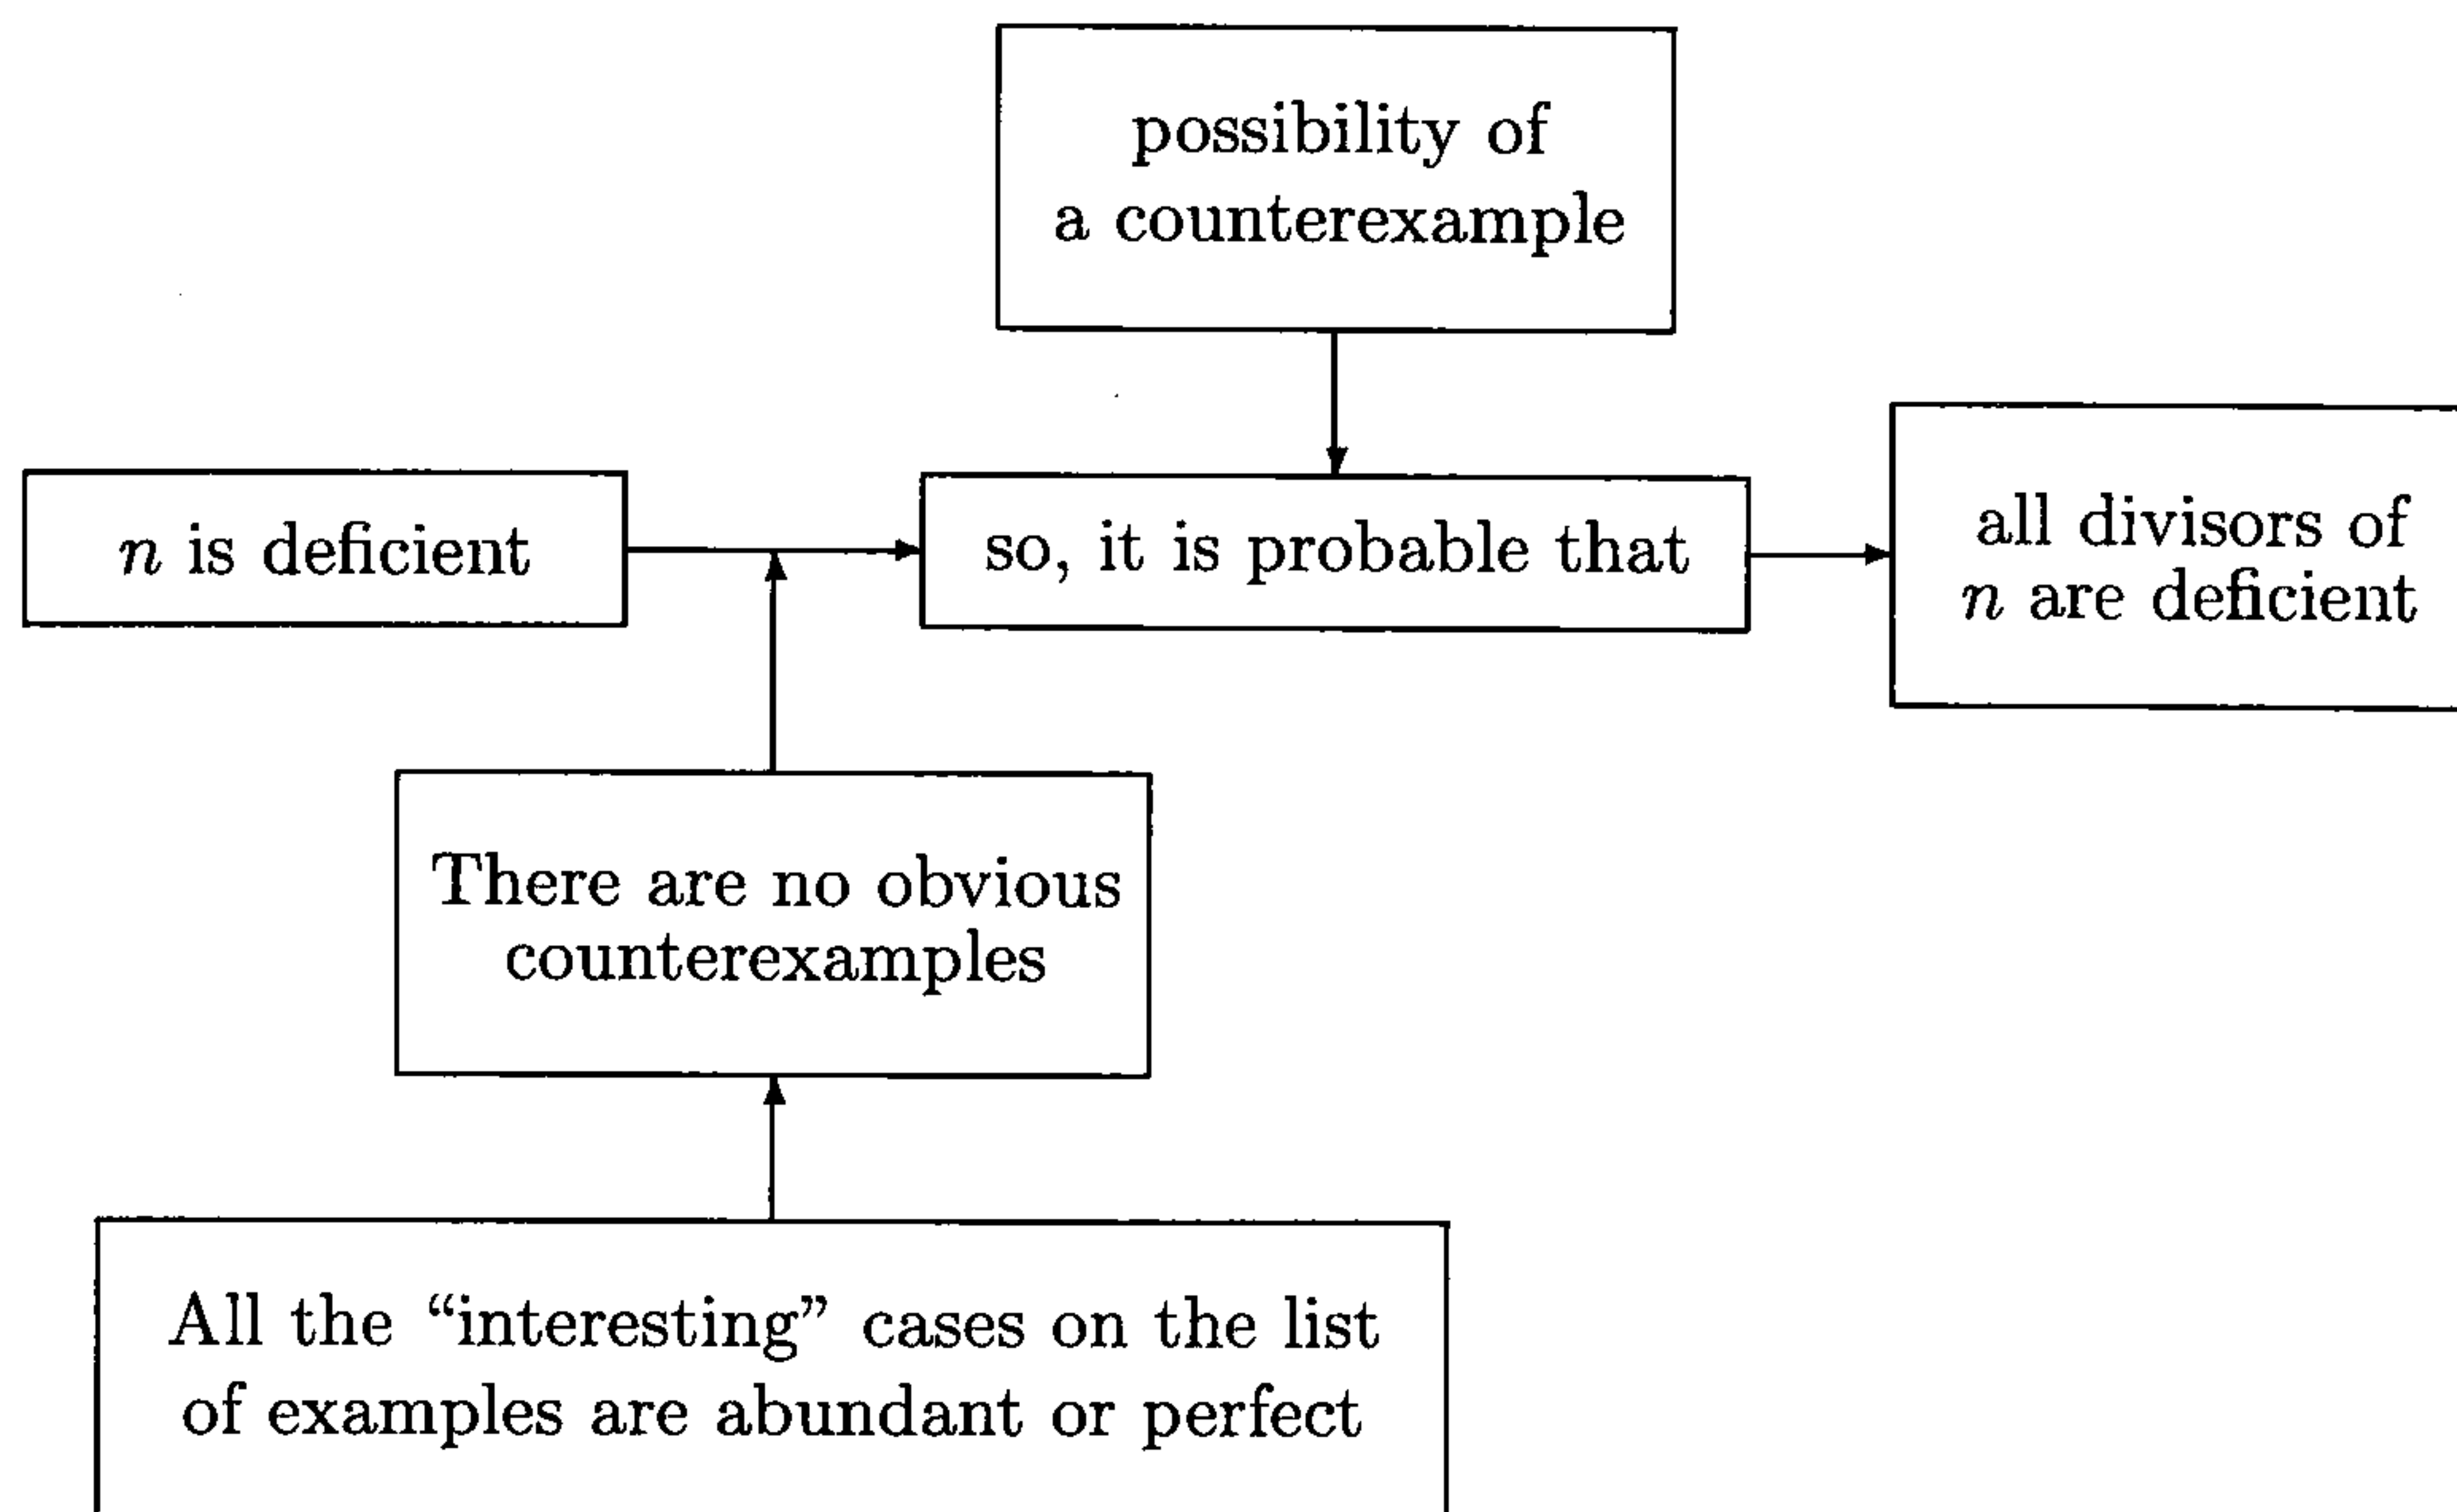 possibility of
a counterexample
n is deficient
so, it is probable that
all divisors of
n are deficient
There are no obvious
counterexamples
All the “interesting” cases on the list
of examples are abundant or perfect